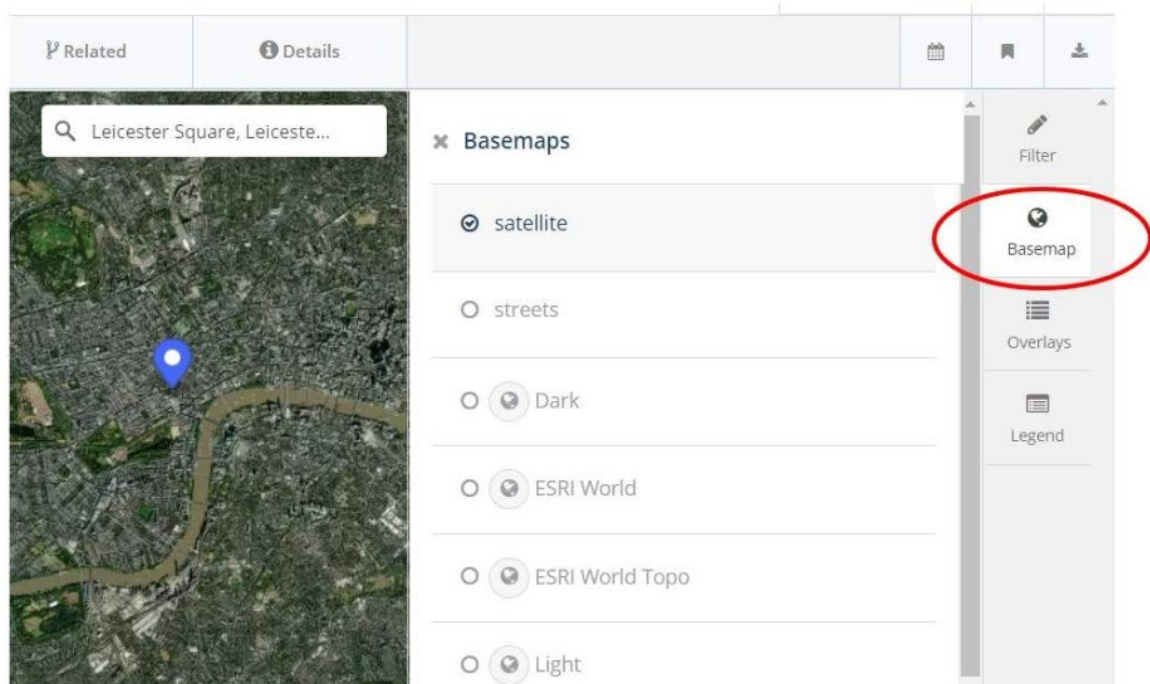 Related
Details
Leicester Square, Leiceste...
Basemaps
satellite
streets
Dark
ESRI World
ESRI World Topo
Light
Filter
Basemap
Overlays
Legend